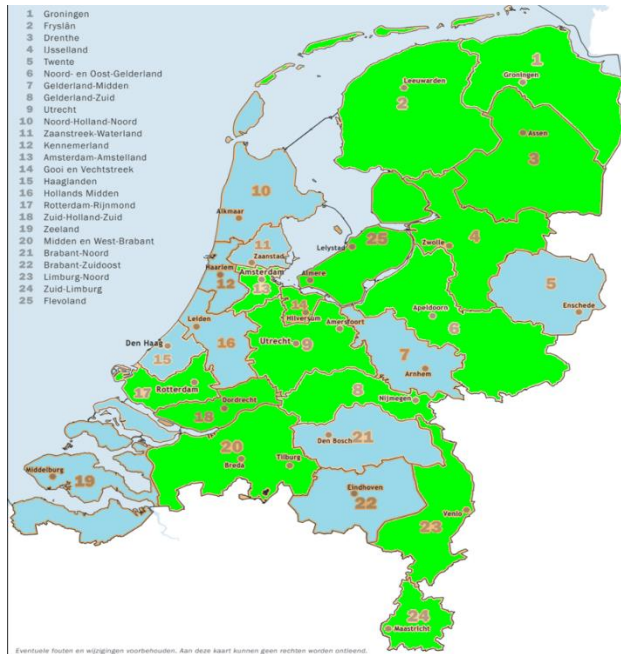 1 Groningen
2 Fryslân
3 Drenthe
4 IJsselland
5 Twente
6 Noord- en Oost-Gelderland
7 Gelderland-Midden
8 Gelderland-Zuid
9 Utrecht
10 Noord-Holland-Noord
11 Zaanstreek-Waterland
12 Kennemerland
13 Amsterdam-Amstelland
14 Gooi en Vechtstreek
15 Haaglanden
16 Hollands Midden
17 Rotterdam-Rijnmond
18 Zuid-Holland-Zuid
19 Zeeland
20 Midden en West-Brabant
21 Brabant-Noord
22 Brabant-Zuidoost
23 Limburg-Noord
24 Zuid-Limburg
25 Flevoland
1
Groningen
Leeuwarden
2
Assen
3
10
Alkmaar
11
Zaanstad
Lelystad
25
Zwolle
4
Haarlem
12
Amsterdam
13
Almere
5
Enschede
14
Hilversum
Apeldoorn
6
Leiden
Amersfoort
Den Haag
15
16
Utrecht
9
7
Arnhem
17
Rotterdam
Dordrecht
18
8
Nijmegen
20
Breda
Tilburg
Den Bosch
21
Middelburg
19
Eindhoven
22
Venlo
23
24
Maastricht
Eventuele fouten en wijzigingen voorbehouden. Aan deze kaart kunnen geen rechten worden ontleend.